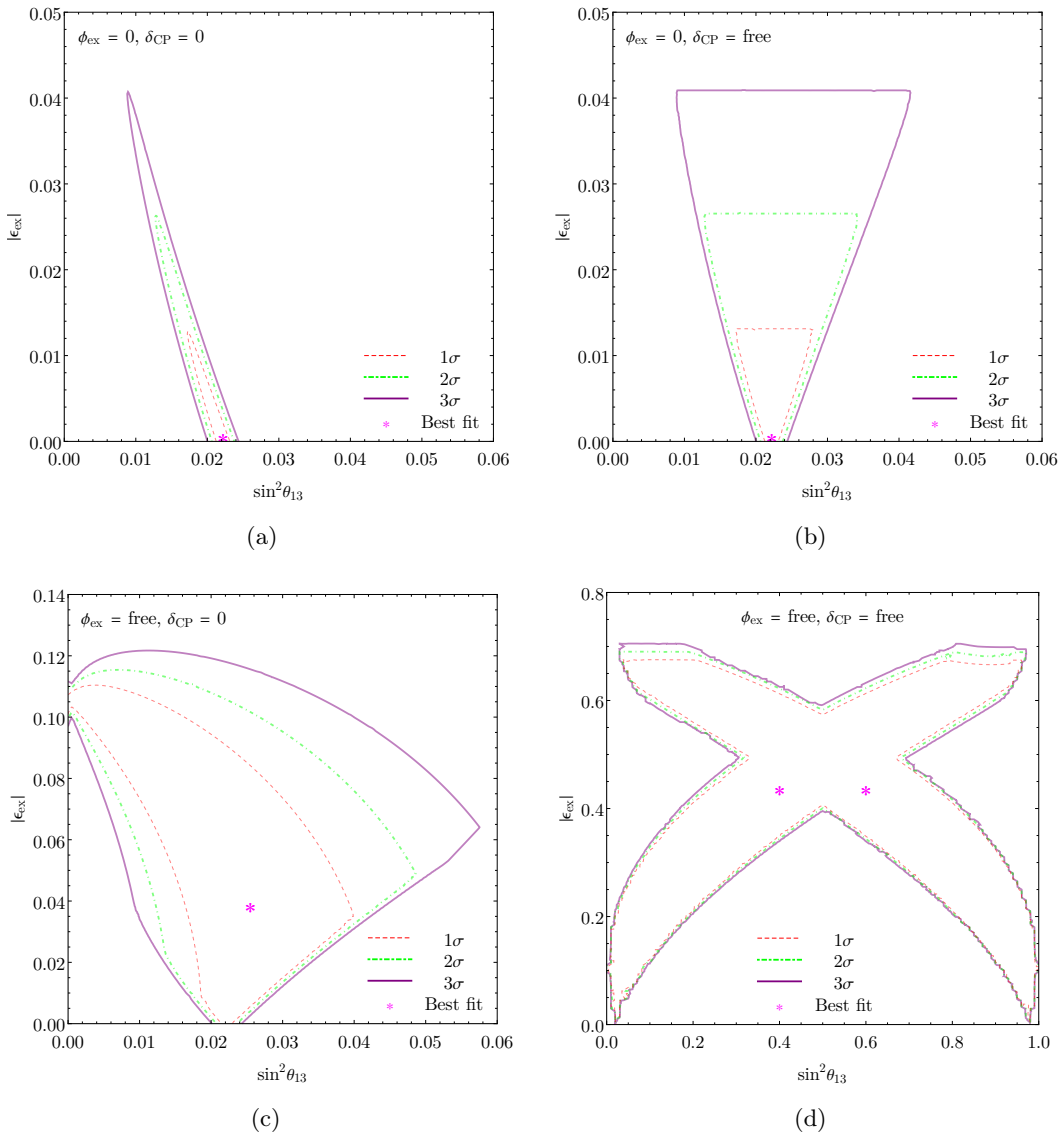 ϕex = 0, δCP = 0
|ϵex|
0.05
0.04
0.03
0.02
0.01
0.00
0.00 0.01 0.02 0.03 0.04 0.05 0.06
sin²θ13
1σ
2σ
3σ
* Best fit
(a)
ϕex = 0, δCP = free
|ϵex|
0.05
0.04
0.03
0.02
0.01
0.00
0.00 0.01 0.02 0.03 0.04 0.05 0.06
sin²θ13
1σ
2σ
3σ
* Best fit
(b)
ϕex = free, δCP = 0
|ϵex|
0.14
0.12
0.10
0.08
0.06
0.04
0.02
0.00
0.00 0.01 0.02 0.03 0.04 0.05 0.06
sin²θ13
1σ
2σ
3σ
* Best fit
(c)
ϕex = free, δCP = free
|ϵex|
0.8
0.6
0.4
0.2
0.0
0.0 0.2 0.4 0.6 0.8 1.0
sin²θ13
1σ
2σ
3σ
* Best fit
(d)